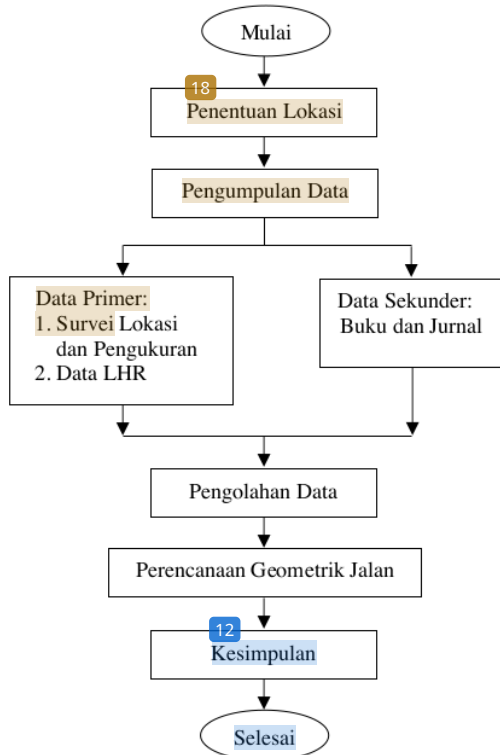 Mulai
18
Penentuan Lokasi
Pengumpulan Data
Data Primer:
1. Survei Lokasi
dan Pengukuran
2. Data LHR
Data Sekunder:
Buku dan Jurnal
Pengolahan Data
Perencanaan Geometrik Jalan
12
Kesimpulan
Selesai